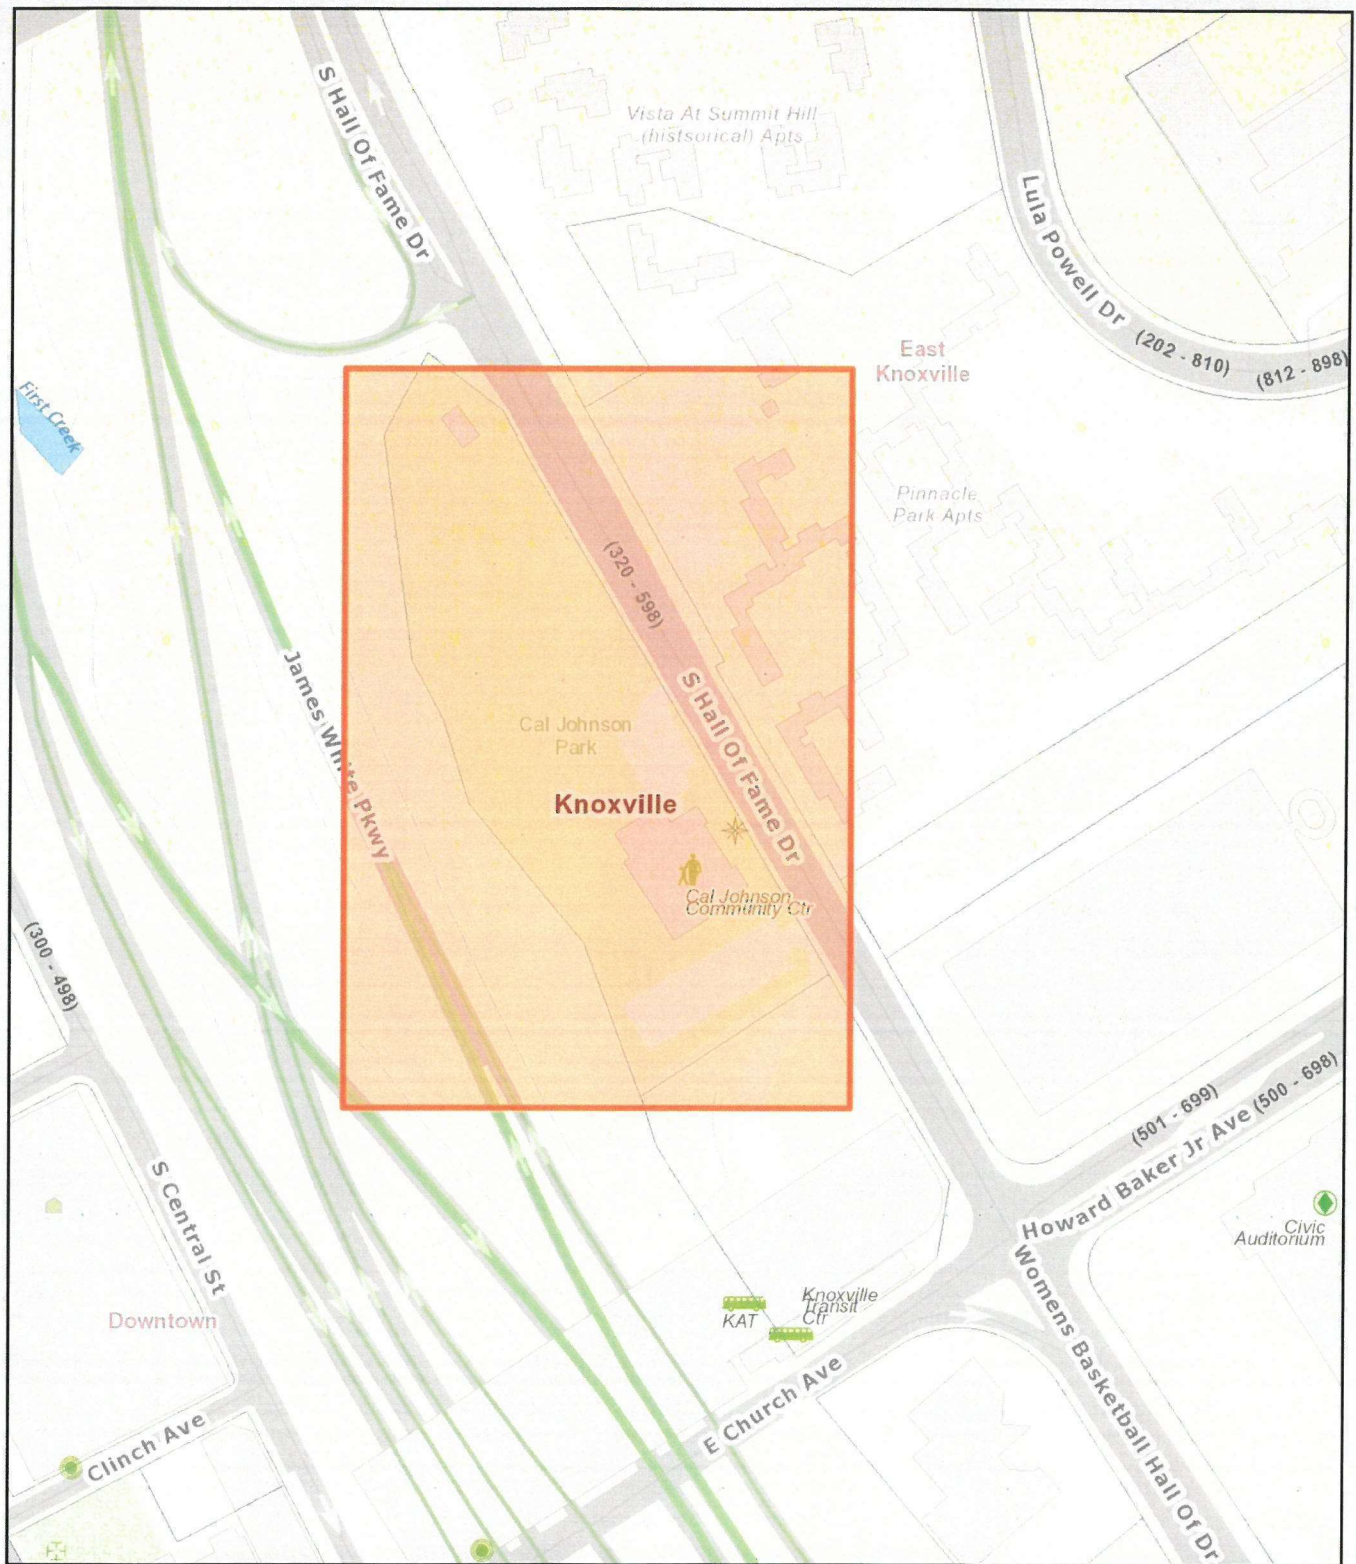 S Hall Of Fame Dr
Vista At Summit Hill
(histsorical) Apts
Lula Powell Dr
(202 - 810)
(812 - 898)
East
Knoxville
First Creek
Pinnacle
Park Apts
(320 - 598)
S Hall Of Fame Dr
James White Pkwy
Cal Johnson
Park
Knoxville
Cal Johnson
Community Ctr
(300 - 498)
(501 - 699)
(500 - 698)
Howard Baker Jr Ave
Civic
Auditorium
S Central St
Womens Basketball Hall Of Dr
Knoxville
Transit
Ctr
KAT
Downtown
E Church Ave
Clinch Ave